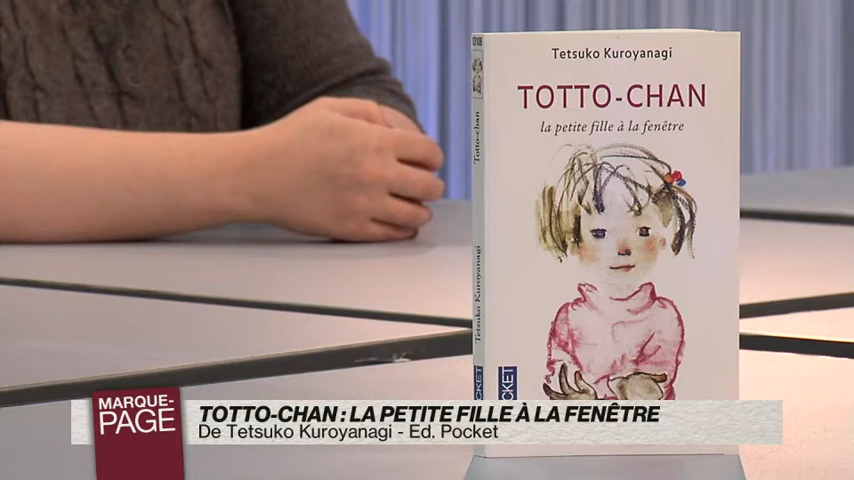 Tetsuko Kuroyanagi
TOTTO-CHAN
la petite fille à la fenêtre
Totto-chan
Tetsuko Kuroyanagi
POCKET
MARQUE-
PAGE
TOTTO-CHAN : LA PETITE FILLE À LA FENÊTRE
De Tetsuko Kuroyanagi - Ed. Pocket